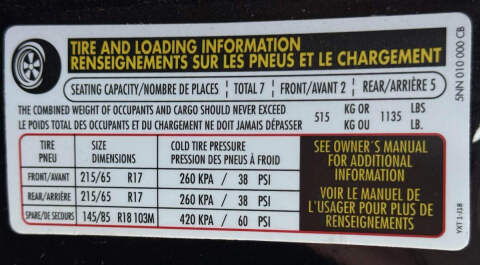 TIRE AND LOADING INFORMATION
RENSEIGNEMENTS SUR LES PNEUS ET LE CHARGEMENT
SEATING CAPACITY/NOMBRE DE PLACES TOTAL 7 FRONT/AVANT 2 REAR/ARRIÈRE 5
THE COMBINED WEIGHT OF OCCUPANTS AND CARGO SHOULD NEVER EXCEED 515 KG OR 1135 LBS
LE POIDS TOTAL DES OCCUPANTS ET DU CHARGEMENT NE DOIT JAMAIS DÉPASSER KG OU LB.
TIRE SIZE COLD TIRE PRESSURE
PNEU DIMENSIONS PRESSION DES PNEUS À FROID
FRONT/AVANT 215/65 R17 260 KPA / 38 PSI
REAR/ARRIÈRE 215/65 R17 260 KPA / 38 PSI
SPARE/DE SECOURS 145/85 R18 103M 420 KPA / 60 PSI
SEE OWNER'S MANUAL
FOR ADDITIONAL
INFORMATION
VOIR LE MANUEL DE
L'USAGER POUR PLUS DE
RENSEIGNEMENTS
5NN 010 000 CB
YXT 1-J18